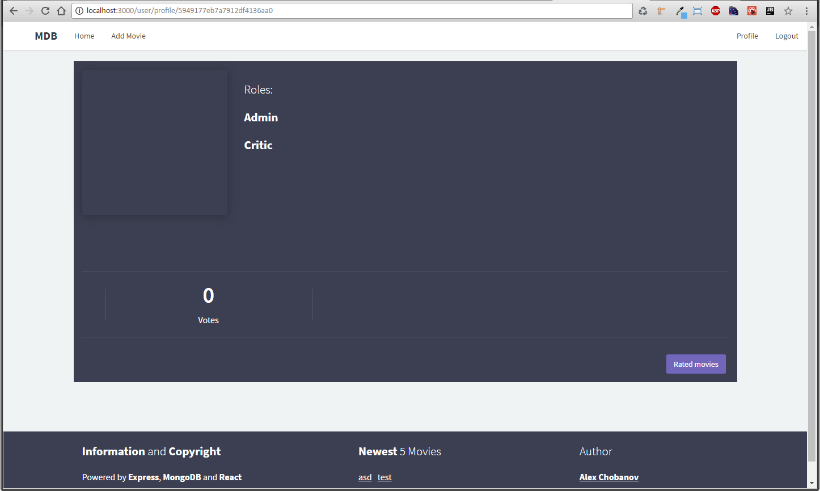 localhost:3000/user/profile/5949177eb7a7912df4136aa0
MDB Home Add Movie Profile Logout
Roles:
Admin
Critic
0
Votes
Rated movies
Information and Copyright Newest 5 Movies Author
Powered by Express, MongoDB and React asd test Alex Chobanov